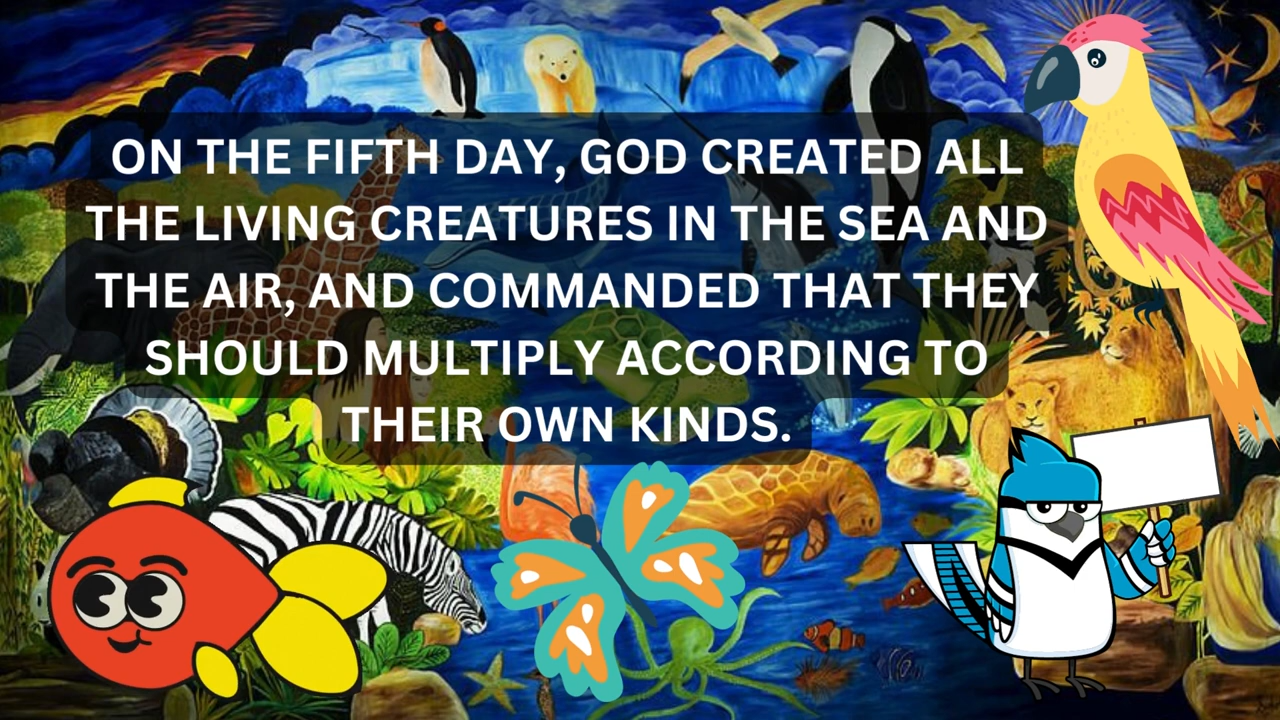 ON THE FIFTH DAY, GOD CREATED ALL
THE LIVING CREATURES IN THE SEA AND
THE AIR, AND COMMANDED THAT THEY
SHOULD MULTIPLY ACCORDING TO
THEIR OWN KINDS.